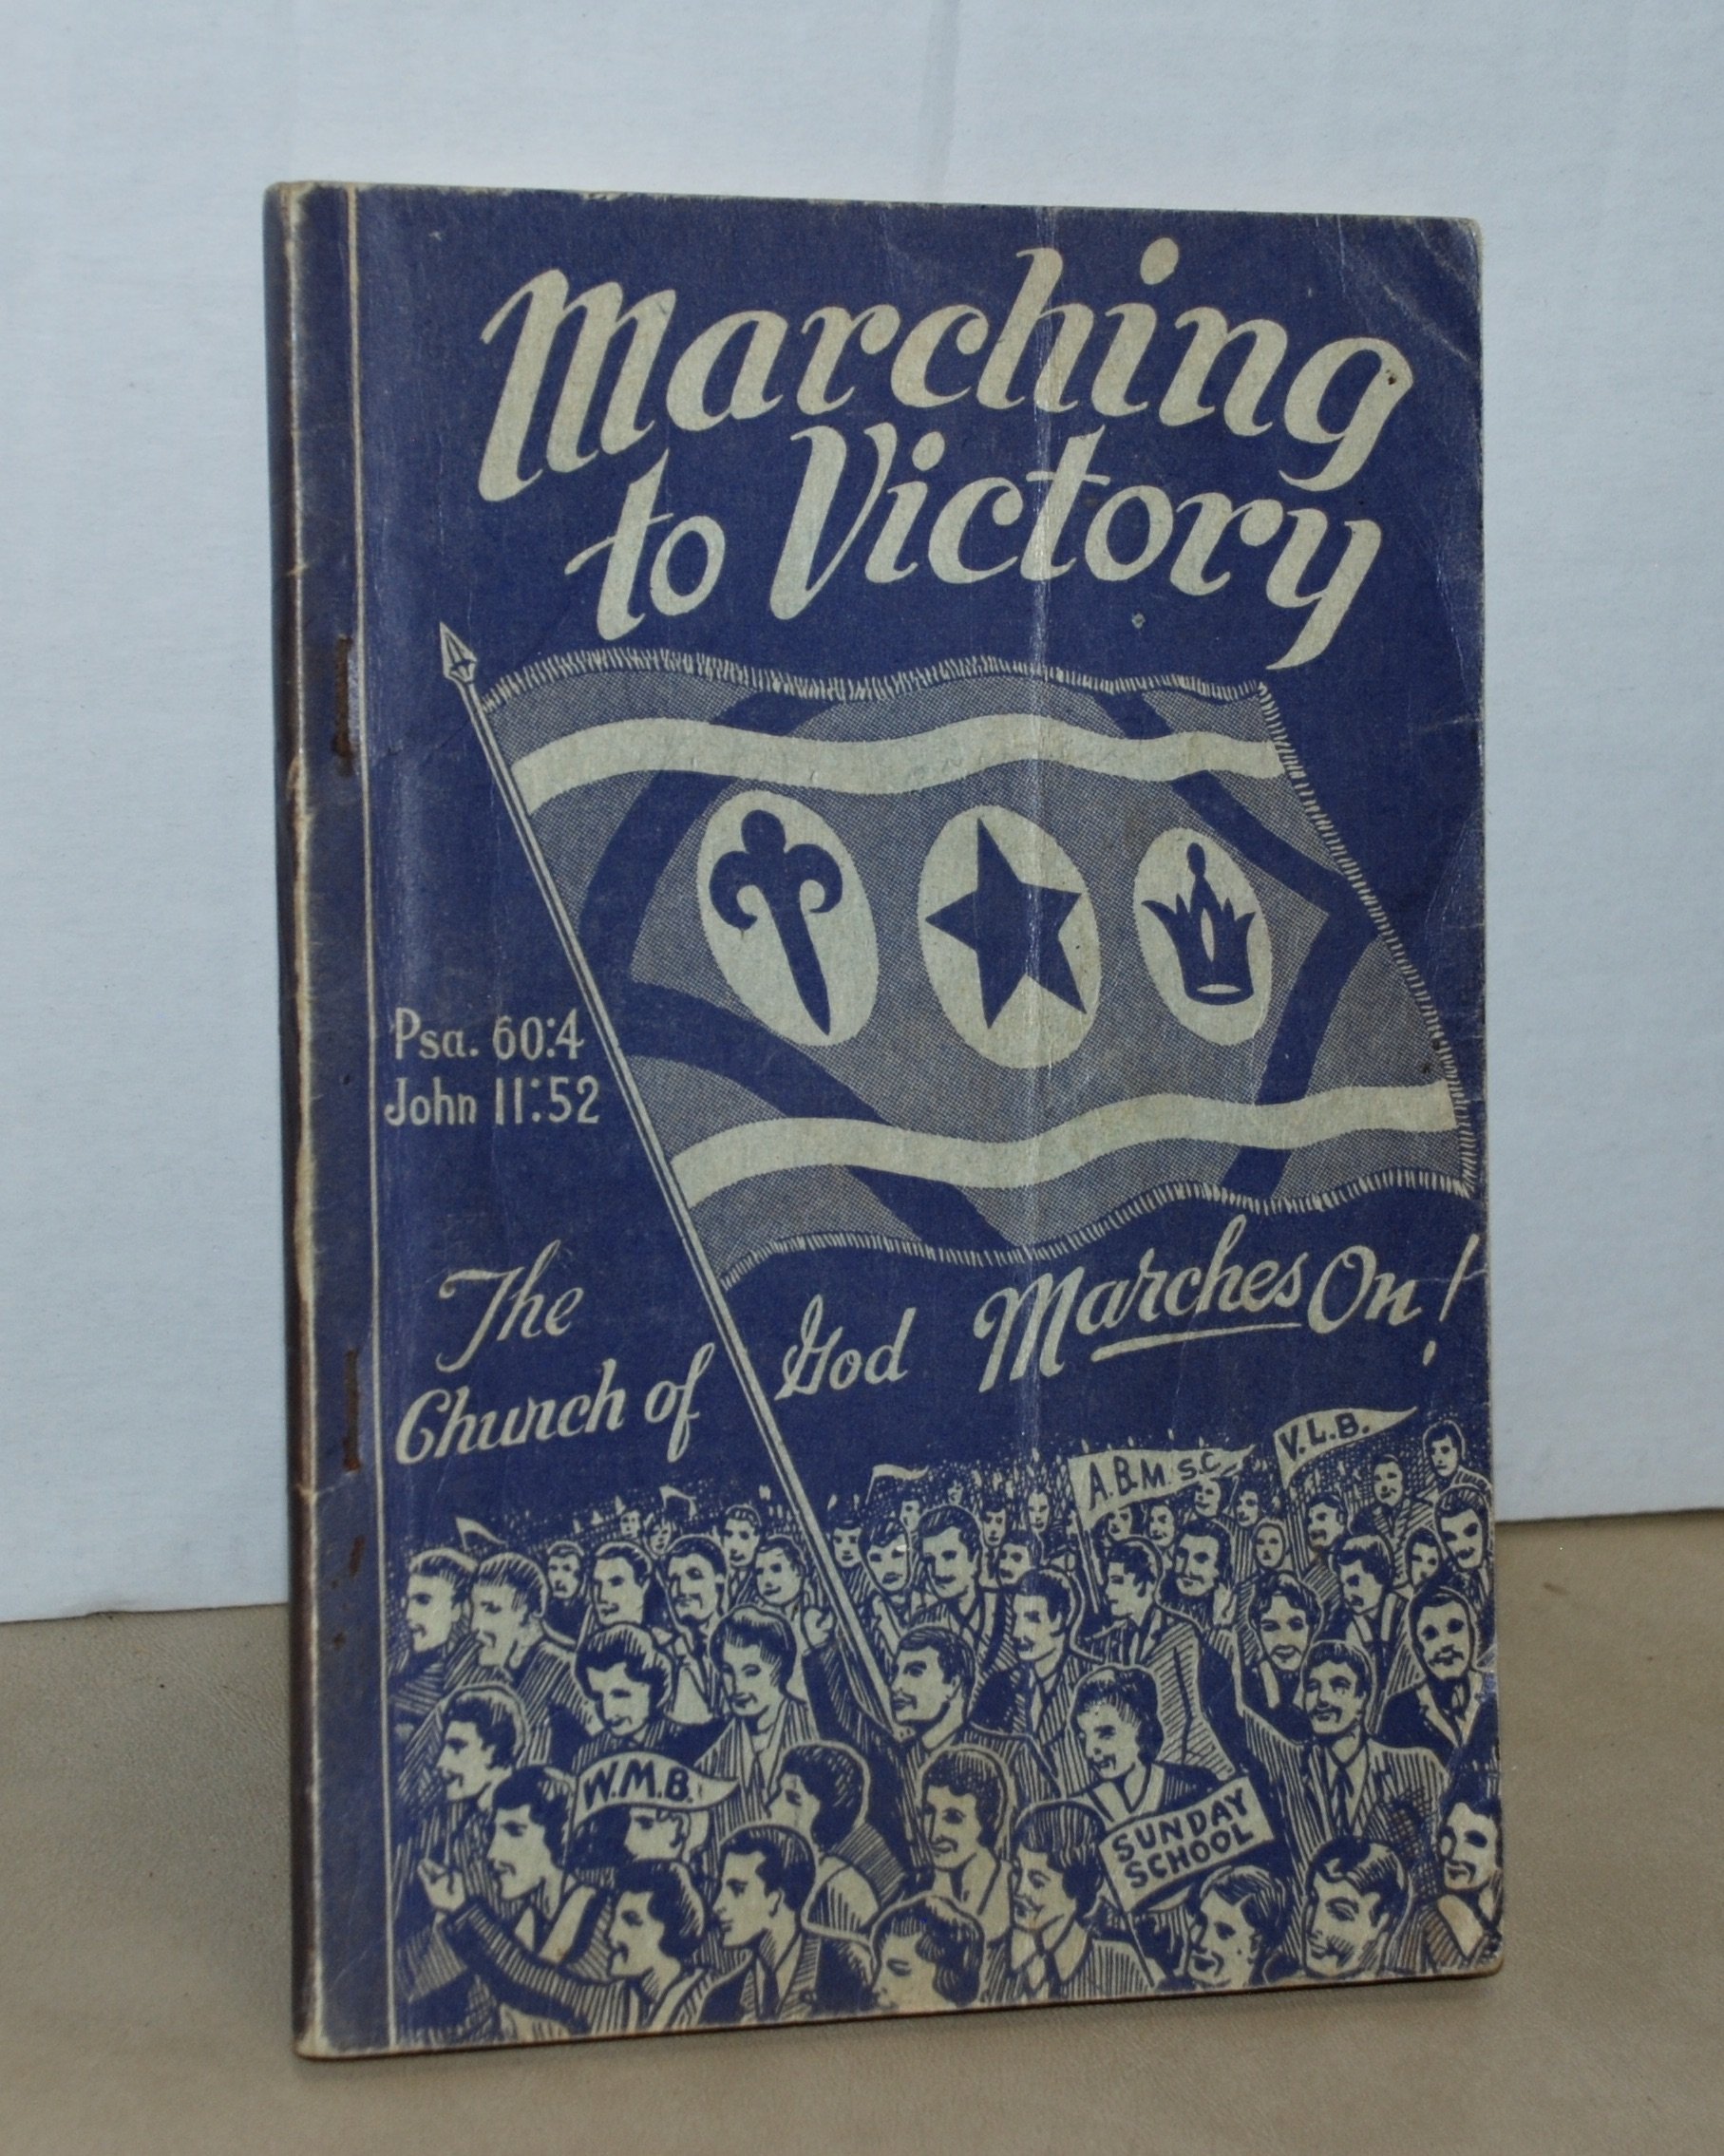 Marching
to Victory
Psa. 60:4
John 11:52
The
Church of God Marches On!
V.L.B.
A.B.M.S.C.
W.M.B.
SUNDAY
SCHOOL